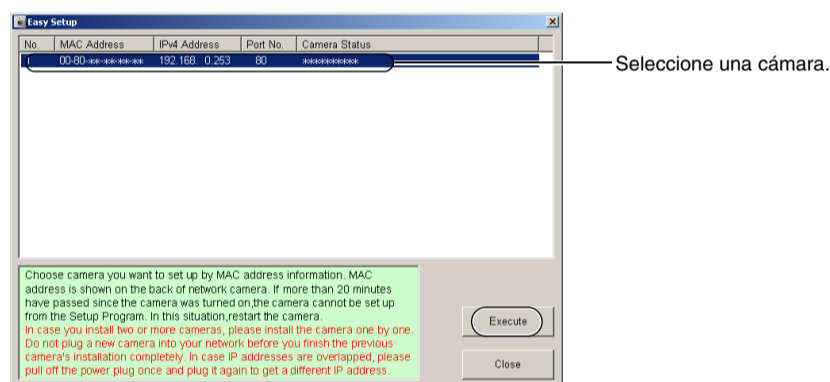 Easy Setup
No. MAC Address IPv4 Address Port No. Camera Status
1 00-80-**-**-**-** 192.168. 0.253 80 **********
Seleccione una cámara.
Choose camera you want to set up by MAC address information. MAC
address is shown on the back of network camera. If more than 20 minutes
have passed since the camera was turned on,the camera cannot be set up
from the Setup Program. In this situation,restart the camera.
In case you install two or more cameras, please install the camera one by one.
Do not plug a new camera into your network before you finish the previous
camera's installation completely. In case IP addresses are overlapped, please
pull off the power plug once and plug it again to get a different IP address.
Execute
Close